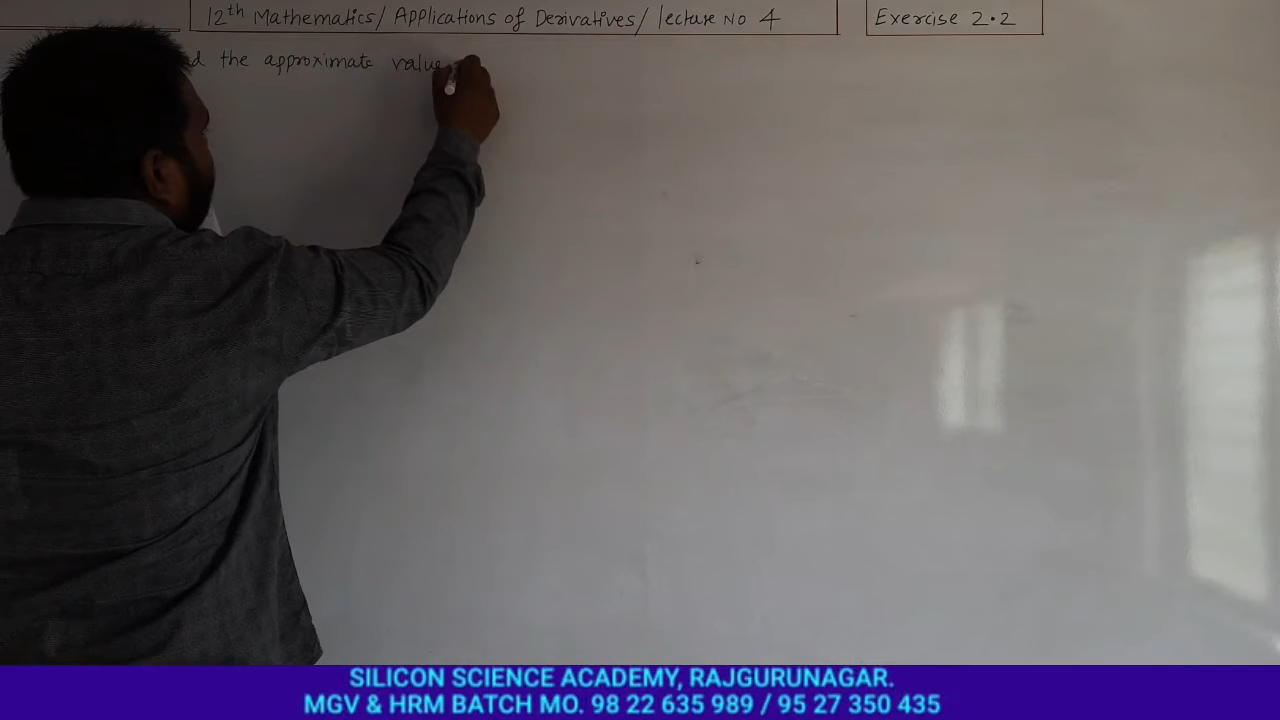 12th Mathematics/ Applications of Derivatives/ lecture No 4
Exercise 2.2
the approximate value
SILICON SCIENCE ACADEMY, RAJGURUNAGAR.
MGV & HRM BATCH MO. 98 22 635 989 / 95 27 350 435